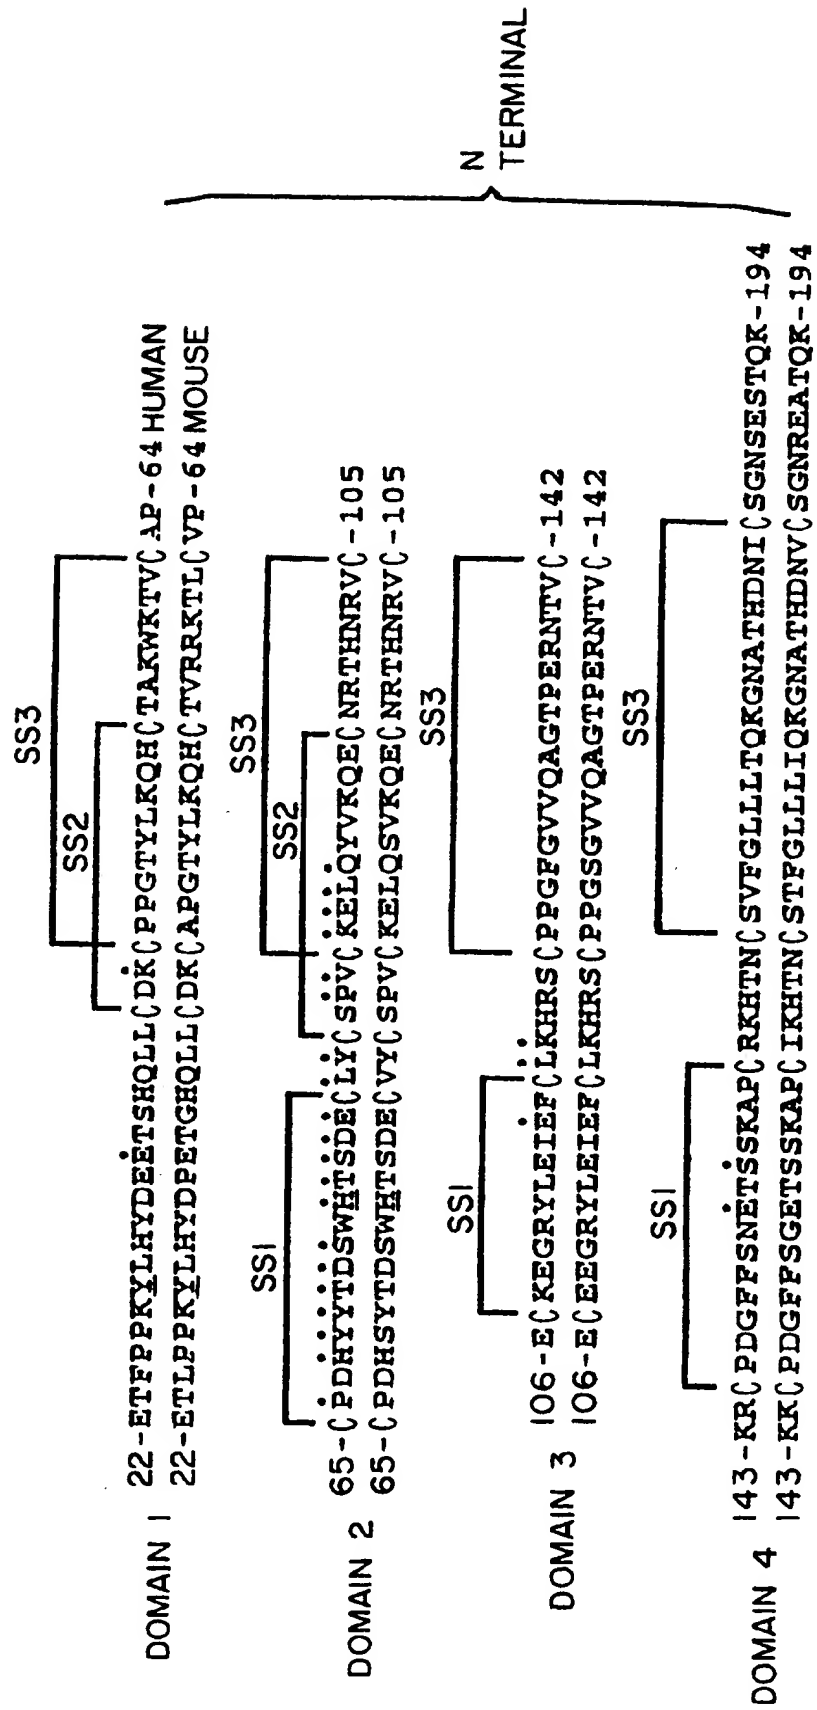 SS3
SS2
DOMAIN 1 22-ETFPPKYLHYDEETSHQLLCDKCPPGTYLKQHCTAKWKTVCAP-64 HUMAN
22-ETLPPKYLHYDPETGHQLLCDKCAPGTYLKQHCTVRRKTLCVP-64 MOUSE
SS3
SS1 SS2
DOMAIN 2 65-CPDHYYTDSWHTSDECLYCSPVCKELQYVKQECNRTHNRVC-105
65-CPDHSYTDSWHTSDECVYCSPVCKELQSVKQECNRTHNRVC-105
SS1 SS3
DOMAIN 3 106-ECKEGRYLEIEFCLKHRSCPPGFGVVQAGTPERNTVC-142
106-ECEEGRYLEIEFCLKHRSCPPGSGVVQAGTPERNTVC-142
SS1 SS3
DOMAIN 4 143-KRCPDGFFSNETSSKAPCRKHTNCSVFGLLLTQKGNATHDNICSGNSESTQK-194
143-KKCPDGFFSGETSSKAPCIKHTNCSTFGLLLIQKGNATHDNVCSGNREATQK-194
N
TERMINAL